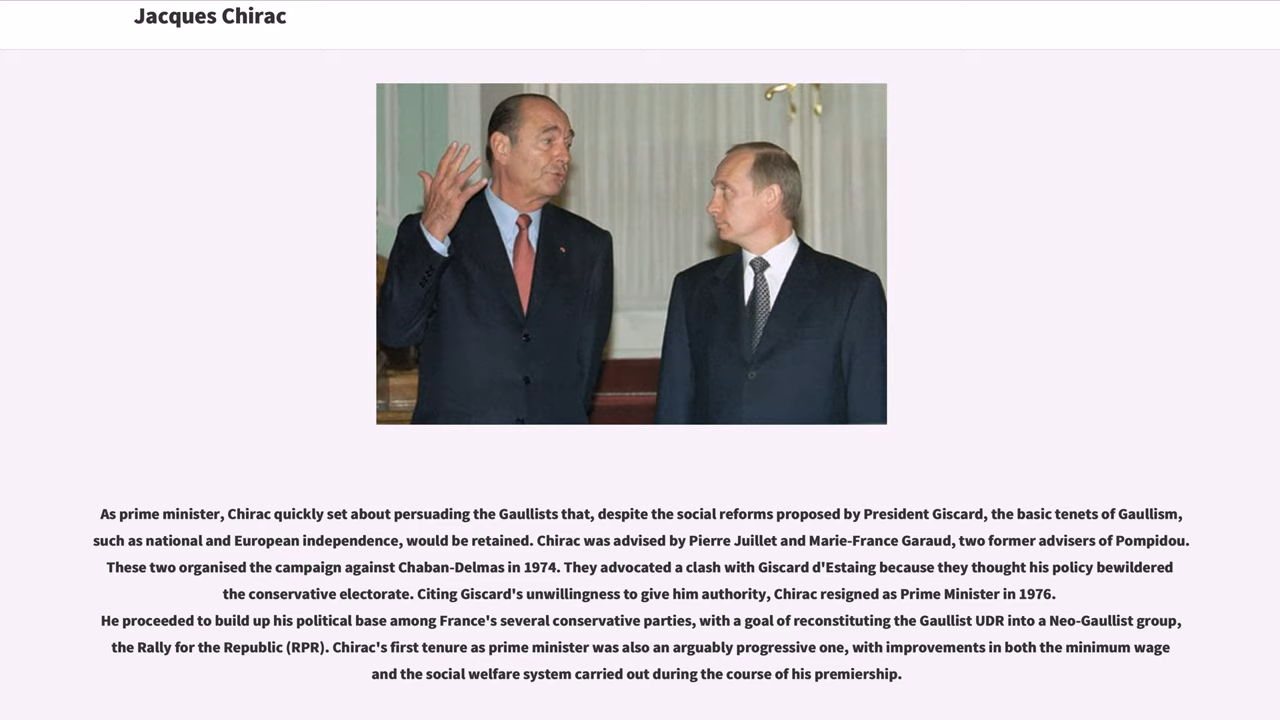 Jacques Chirac
As prime minister, Chirac quickly set about persuading the Gaullists that, despite the social reforms proposed by President Giscard, the basic tenets of Gaullism,
such as national and European independence, would be retained. Chirac was advised by Pierre Juillet and Marie-France Garaud, two former advisers of Pompidou.
These two organised the campaign against Chaban-Delmas in 1974. They advocated a clash with Giscard d'Estaing because they thought his policy bewildered
the conservative electorate. Citing Giscard's unwillingness to give him authority, Chirac resigned as Prime Minister in 1976.
He proceeded to build up his political base among France's several conservative parties, with a goal of reconstituting the Gaullist UDR into a Neo-Gaullist group,
the Rally for the Republic (RPR). Chirac's first tenure as prime minister was also an arguably progressive one, with improvements in both the minimum wage
and the social welfare system carried out during the course of his premiership.